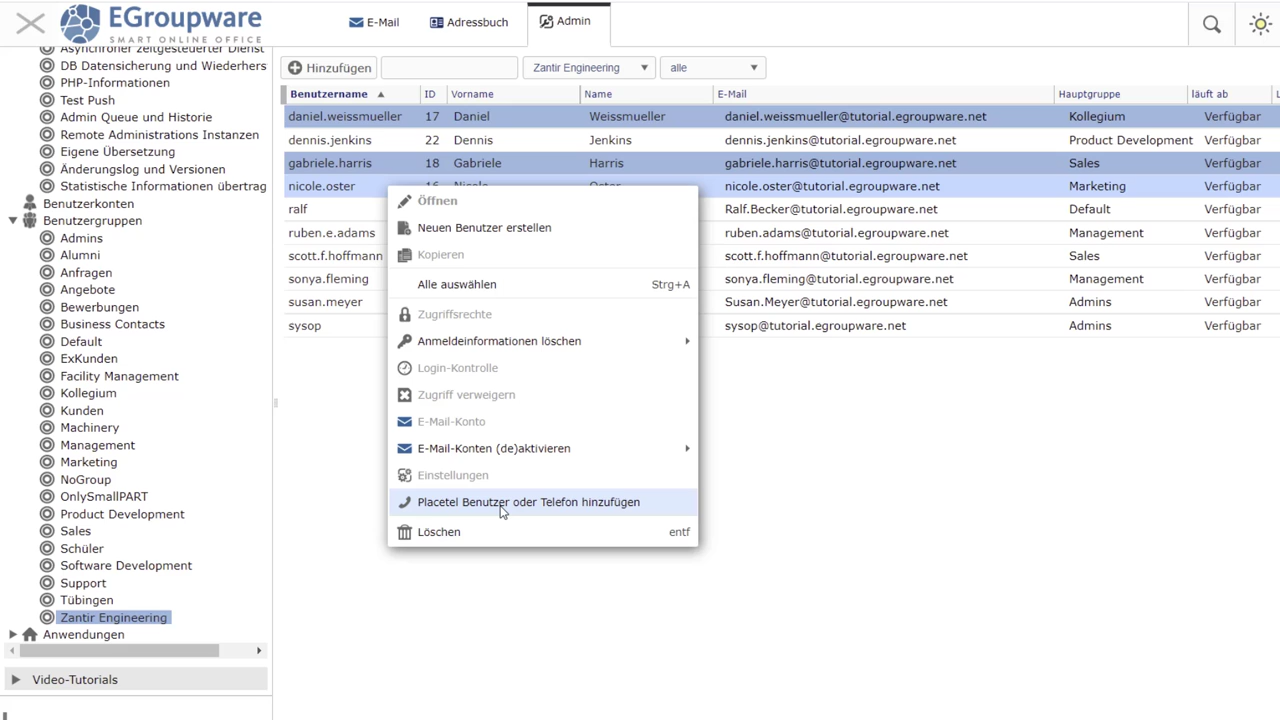 EGroupware
SMART ONLINE OFFICE
E-Mail
Adressbuch
Admin
Asynchroner zeitgesteuerter Dienst
DB Datensicherung und Wiederhers
PHP-Informationen
Test Push
Admin Queue und Historie
Remote Administrations Instanzen
Eigene Übersetzung
Änderungslog und Versionen
Statistische Informationen übertrag
Benutzerkonten
Benutzergruppen
Admins
Alumni
Anfragen
Angebote
Bewerbungen
Business Contacts
Default
ExKunden
Facility Management
Kollegium
Kunden
Machinery
Management
Marketing
NoGroup
OnlySmallPART
Product Development
Sales
Schüler
Software Development
Support
Tübingen
Zantir Engineering
Anwendungen
Video-Tutorials
Hinzufügen
Zantir Engineering
alle
Benutzername ID Vorname Name E-Mail Hauptgruppe läuft ab L
daniel.weissmueller 17 Daniel Weissmueller daniel.weissmueller@tutorial.egroupware.net Kollegium Verfügbar
dennis.jenkins 22 Dennis Jenkins dennis.jenkins@tutorial.egroupware.net Product Development Verfügbar
gabriele.harris 18 Gabriele Harris gabriele.harris@tutorial.egroupware.net Sales Verfügbar
nicole.oster 16 Nicole Oster nicole.oster@tutorial.egroupware.net Marketing Verfügbar
ralf Ralf.Becker@tutorial.egroupware.net Default Verfügbar
ruben.e.adams ruben.adams@tutorial.egroupware.net Management Verfügbar
scott.f.hoffmann scott.f.hoffmann@tutorial.egroupware.net Sales Verfügbar
sonya.fleming sonya.fleming@tutorial.egroupware.net Management Verfügbar
susan.meyer Susan.Meyer@tutorial.egroupware.net Admins Verfügbar
sysop sysop@tutorial.egroupware.net Admins Verfügbar
Öffnen
Neuen Benutzer erstellen
Kopieren
Alle auswählen Strg+A
Zugriffsrechte
Anmeldeinformationen löschen
Login-Kontrolle
Zugriff verweigern
E-Mail-Konto
E-Mail-Konten (de)aktivieren
Einstellungen
Placetel Benutzer oder Telefon hinzufügen
Löschen entf